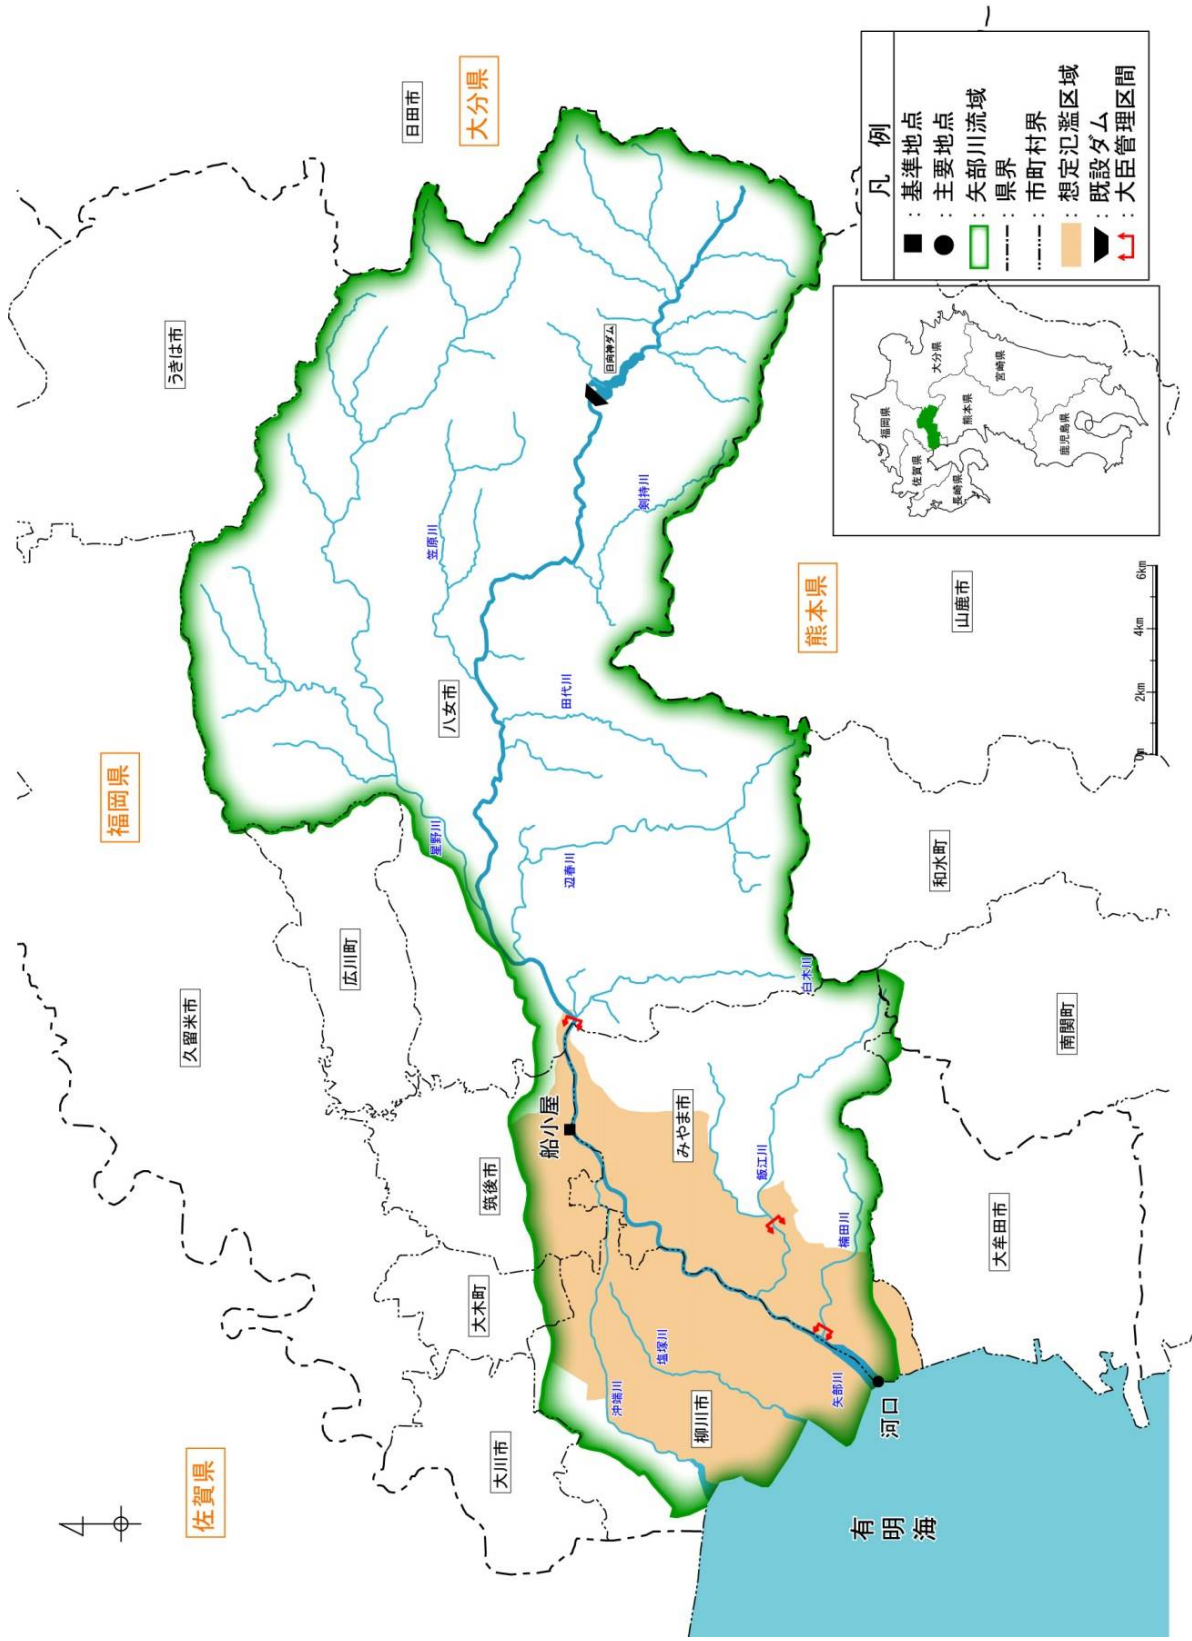 日田市
大分県
うきは市
福岡県
久留米市
広川町
八女市
笠原川
星野川
日向神ダム
剣持川
田代川
辺春川
白木川
熊本県
山鹿市
和水町
南関町
船小屋
筑後市
みやま市
飯江川
楠田川
大牟田市
大木町
大川市
佐賀県
沖端川
塩塚川
柳川市
矢部川
河口
有
明
海
凡 例
: 基準地点
: 主要地点
: 矢部川流域
: 県界
: 市町村界
: 想定氾濫区域
: 既設ダム
: 大臣管理区間
福岡県
佐賀県
長崎県
大分県
熊本県
宮崎県
鹿児島県
0m 2km 4km 6km